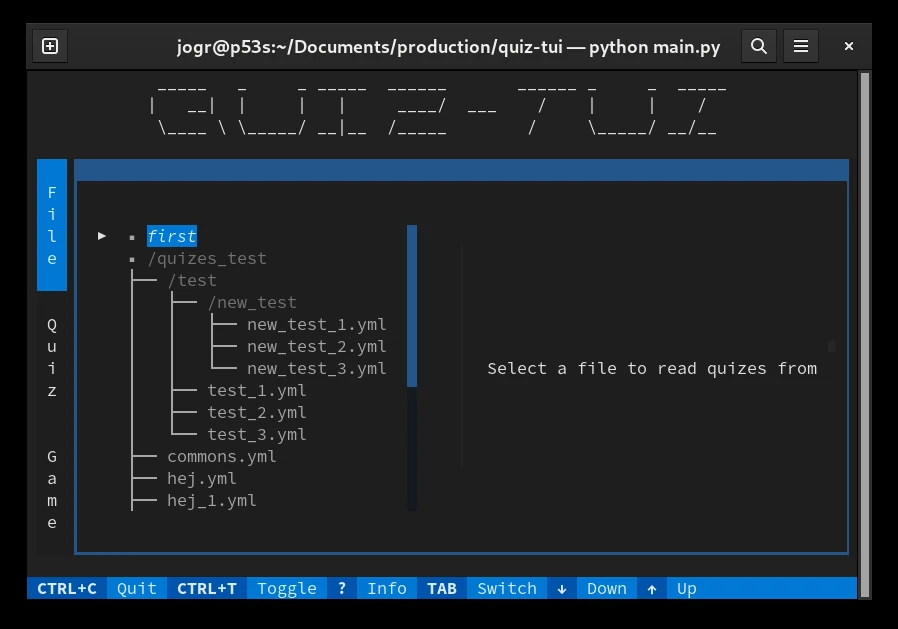 jogr@p53s:~/Documents/production/quiz-tui — python main.py
QUIZ-TUI
File
Quiz
Game
first
/quizes_test
/test
/new_test
new_test_1.yml
new_test_2.yml
new_test_3.yml
test_1.yml
test_2.yml
test_3.yml
commons.yml
hej.yml
hej_1.yml
Select a file to read quizes from
CTRL+C Quit CTRL+T Toggle ? Info TAB Switch ↓ Down ↑ Up